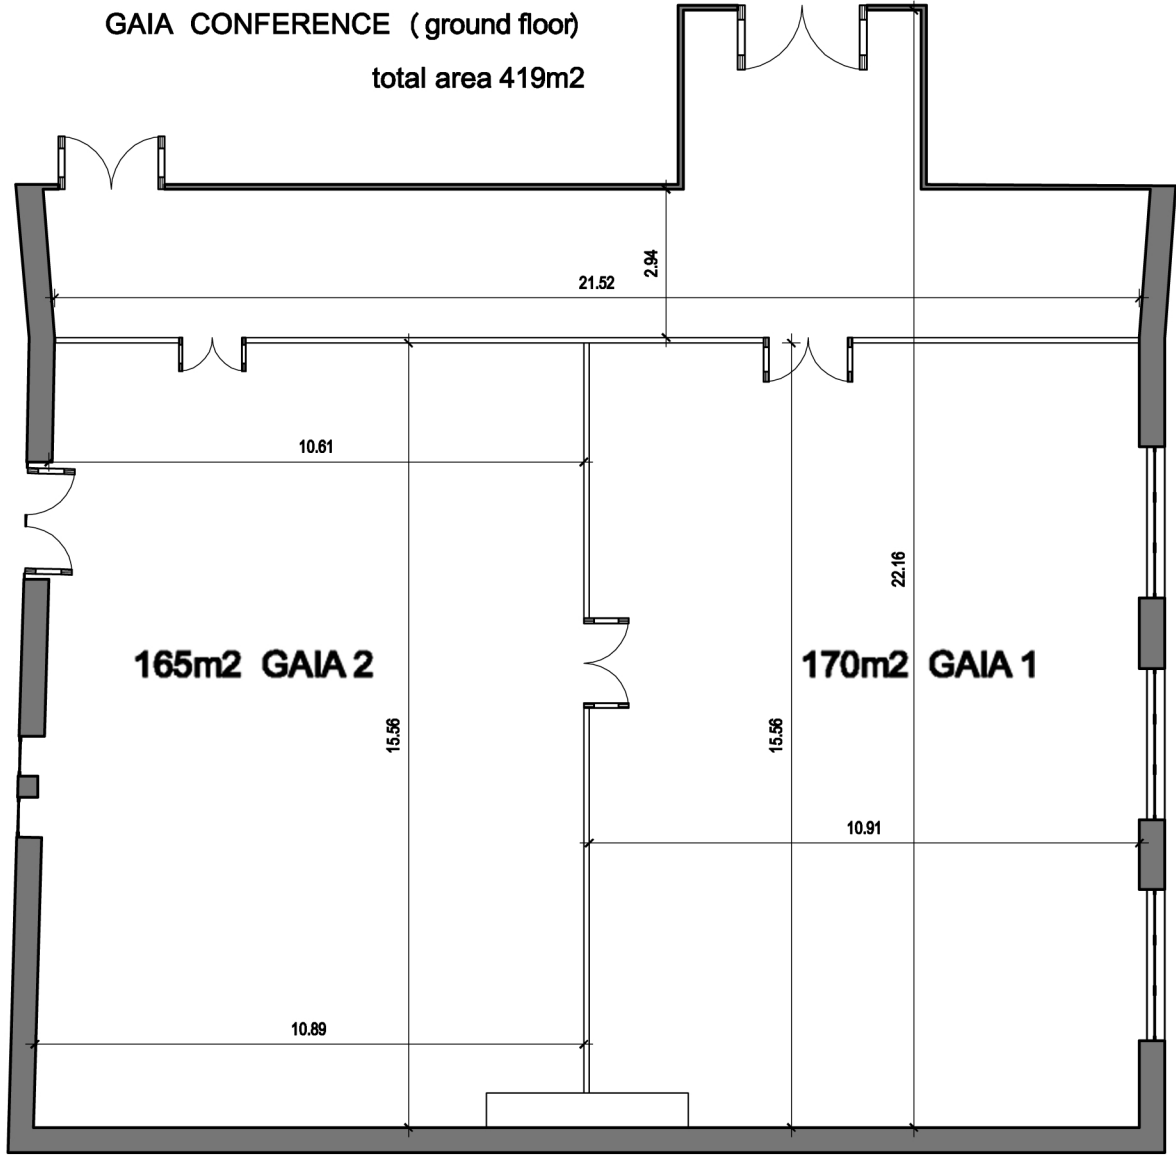 GAIA CONFERENCE ( ground floor)
total area 419m2
2.94
21.52
10.61
22.16
165m2 GAIA 2
170m2 GAIA 1
15.56
15.56
10.91
10.89